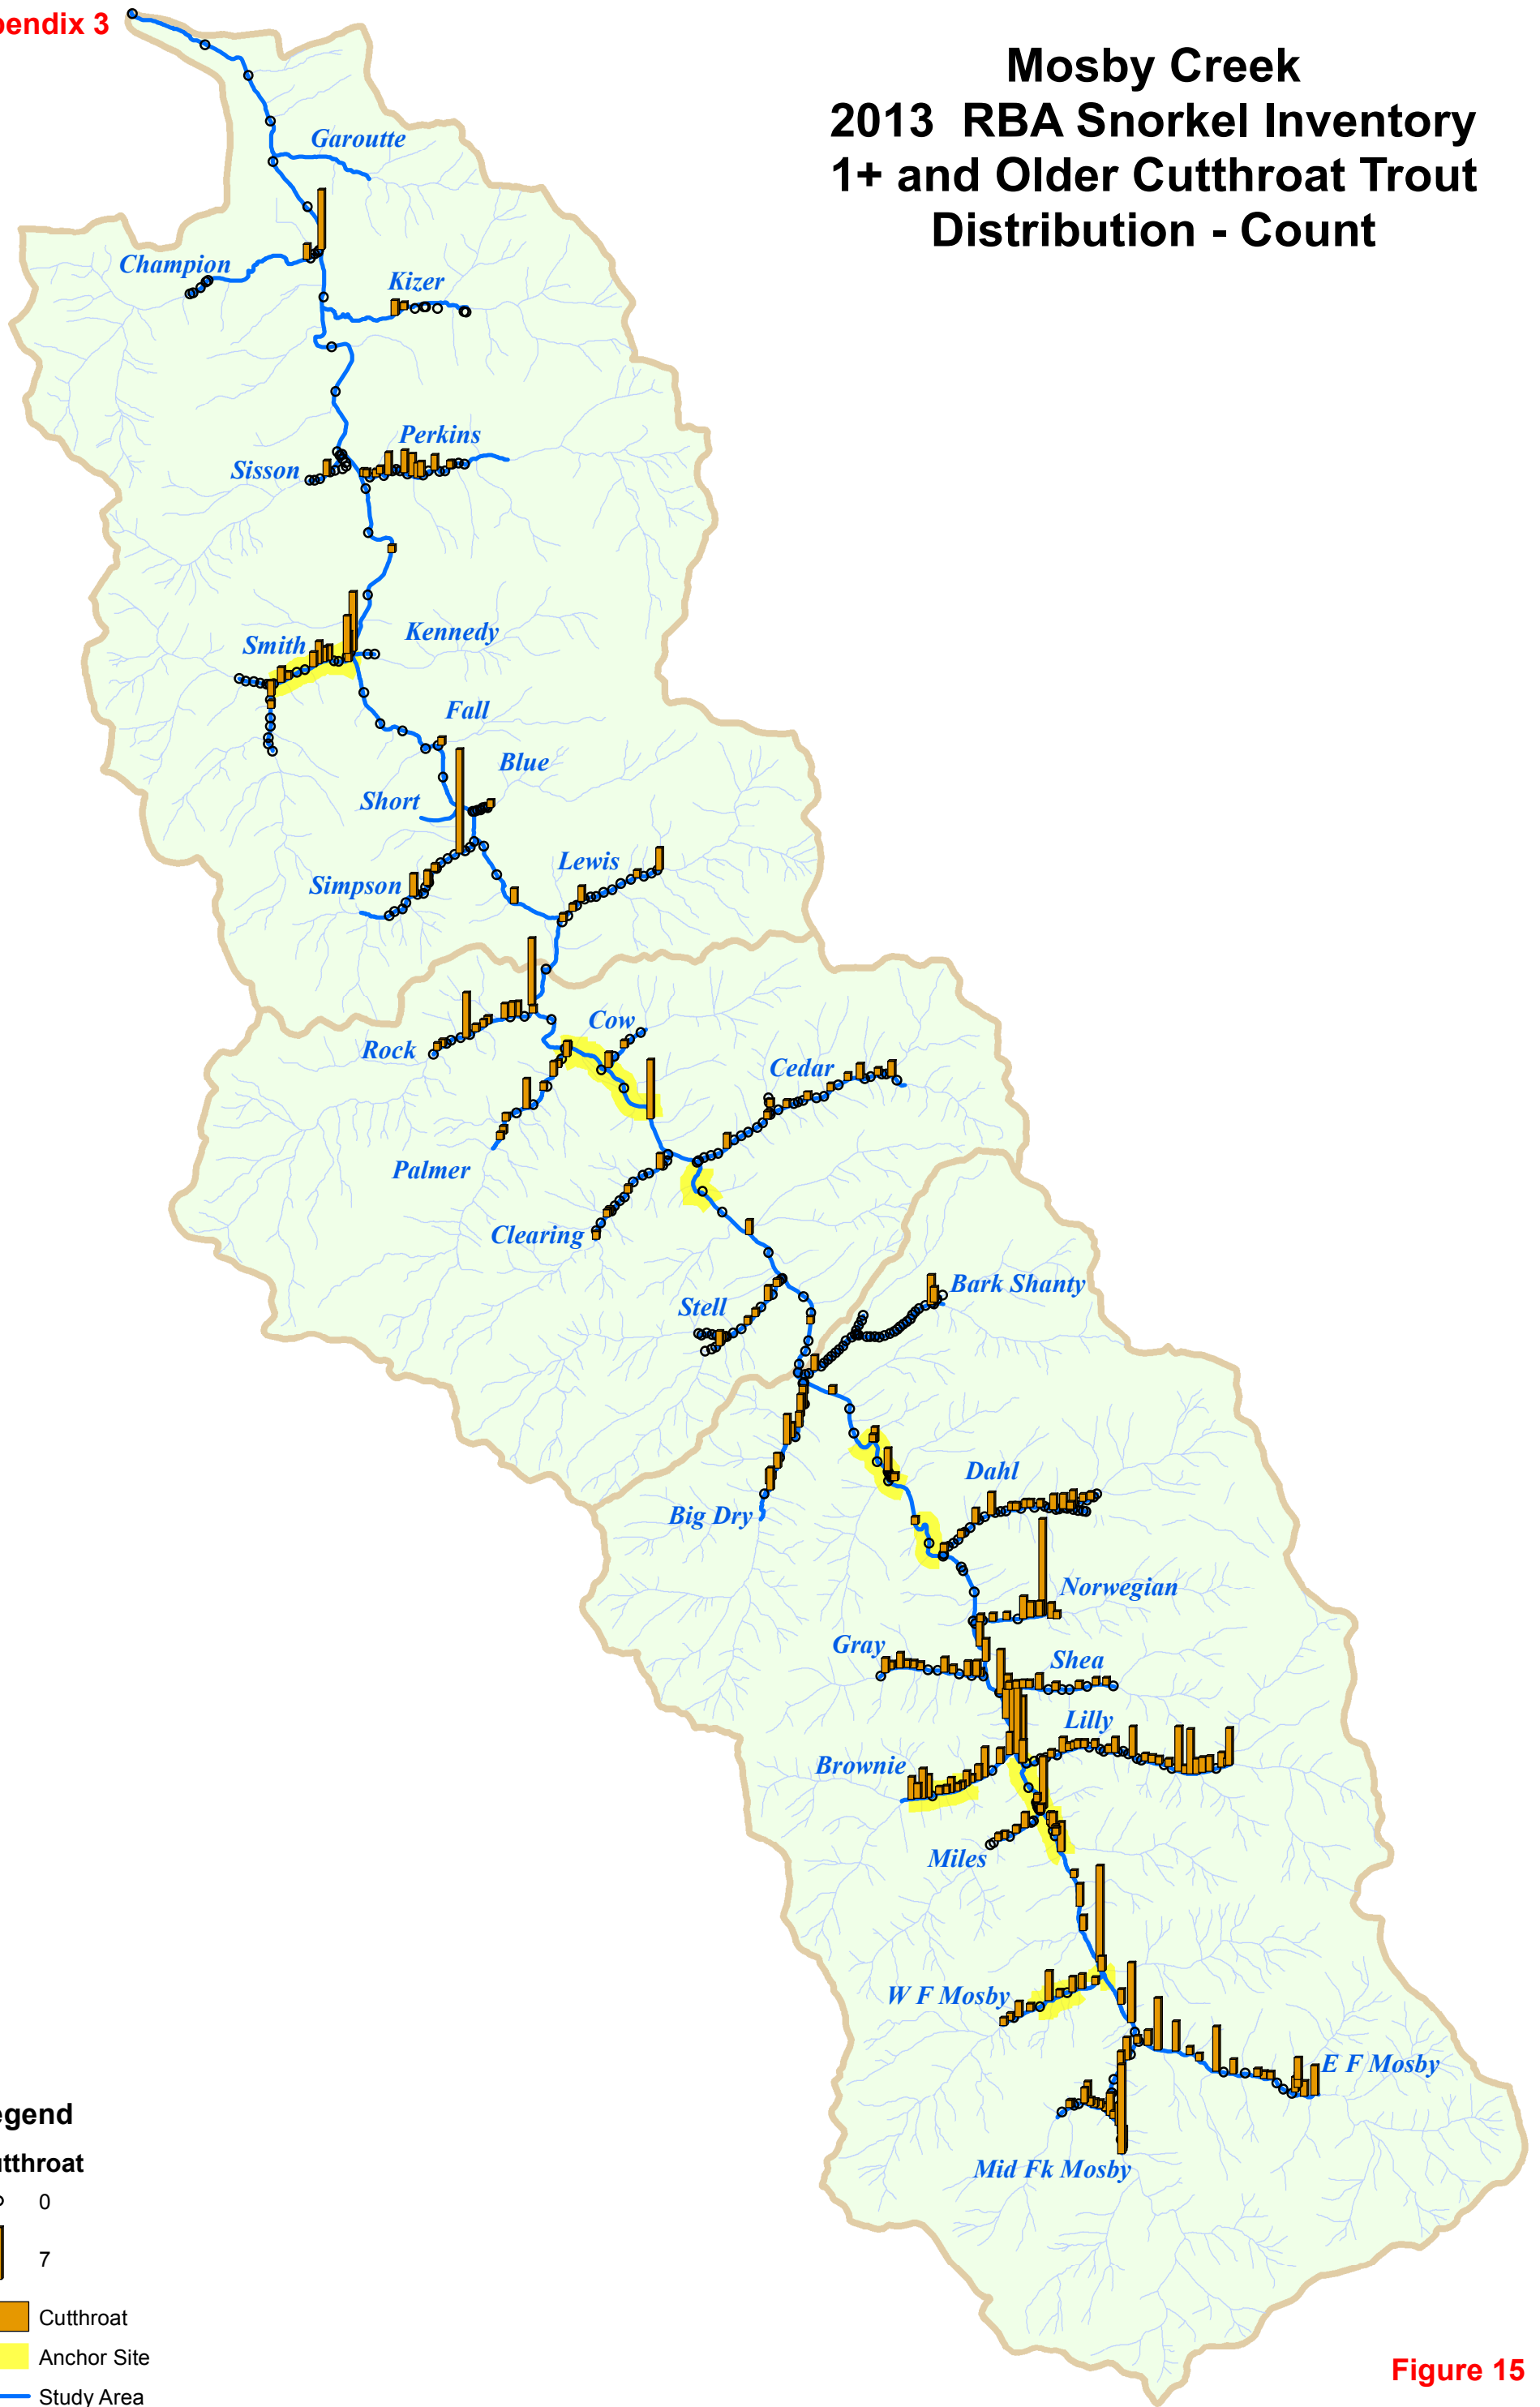 pendix 3
Mosby Creek
2013 RBA Snorkel Inventory
1+ and Older Cutthroat Trout
Distribution - Count
Garoutte
Champion
Kizer
Perkins
Sisson
Kennedy
Smith
Fall
Blue
Short
Lewis
Simpson
Cow
Rock
Cedar
Palmer
Clearing
Bark Shanty
Stell
Dahl
Big Dry
Norwegian
Gray
Shea
Lilly
Brownie
Miles
W F Mosby
E F Mosby
Mid Fk Mosby
egend
utthroat
0
7
Cutthroat
Anchor Site
Study Area
Figure 15